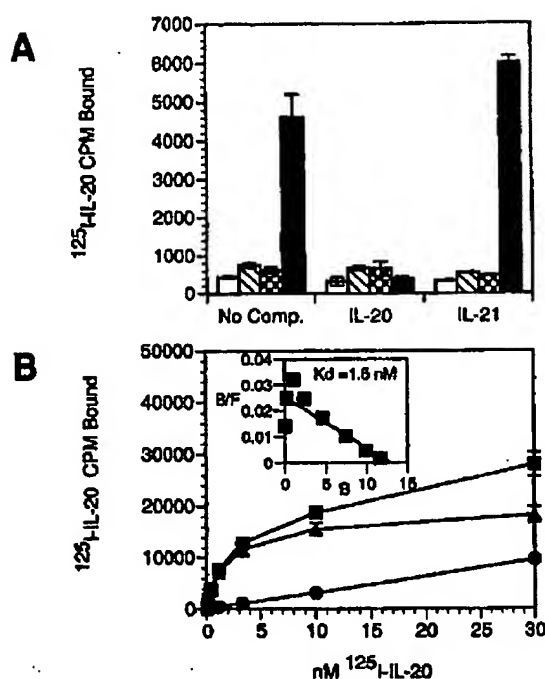 A
125I-IL-20 CPM Bound
7000
6000
5000
4000
3000
2000
1000
0
No Comp.
IL-20
IL-21
B
125I-IL-20 CPM Bound
50000
40000
30000
20000
10000
0
0.04
0.03
B/F 0.02
0.01
0
Kd =1.5 nM
0 5 B 10 15
0 5 10 15 20 25 30
nM 125I-IL-20